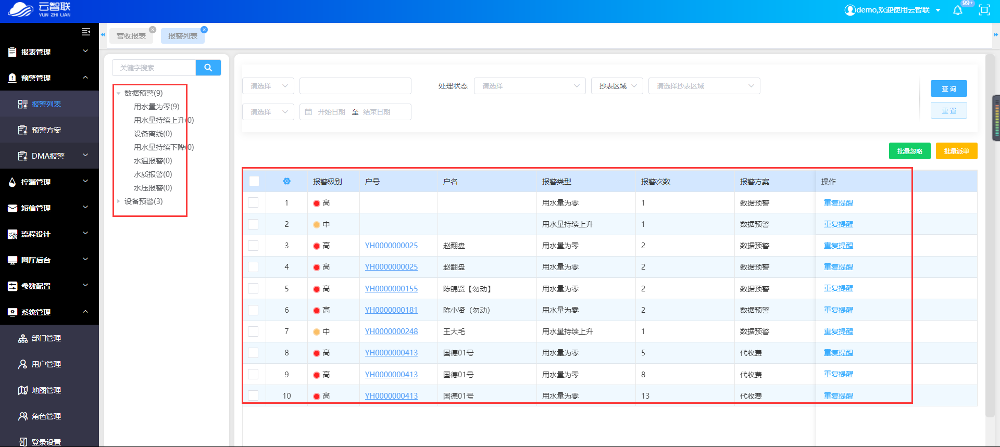 云智联
YUN ZHI LIAN
demo,欢迎使用云智联
99+
报表管理
预警管理
报警列表
预警方案
DMA报警
控漏管理
短信管理
流程设计
网厅后台
参数配置
系统管理
部门管理
用户管理
地图管理
角色管理
登录设置
营收报表
报警列表
关键字搜索
数据预警(9)
用水量为零(9)
用水量持续上升(0)
设备离线(0)
用水量持续下降(0)
水温报警(0)
水质报警(0)
水压报警(0)
设备预警(3)
请选择 处理状态 请选择 抄表区域 请选择抄表区域 查 询
请选择 开始日期 至 结束日期 重 置
批量忽略 批量派单
报警级别 户号 户名 报警类型 报警次数 报警方案 操作
1 高 用水量为零 1 数据预警 重复提醒
2 中 用水量持续上升 1 数据预警 重复提醒
3 高 YH0000000025 赵翻盘 用水量为零 2 数据预警 重复提醒
4 高 YH0000000025 赵翻盘 用水量为零 2 数据预警 重复提醒
5 高 YH0000000155 陈锦贤【勿动】 用水量为零 2 数据预警 重复提醒
6 高 YH0000000181 陈小贤（勿动） 用水量为零 2 数据预警 重复提醒
7 中 YH0000000248 王大毛 用水量持续上升 1 数据预警 重复提醒
8 高 YH0000000413 国德01号 用水量为零 5 代收费 重复提醒
9 高 YH0000000413 国德01号 用水量为零 8 代收费 重复提醒
10 高 YH0000000413 国德01号 用水量为零 13 代收费 重复提醒